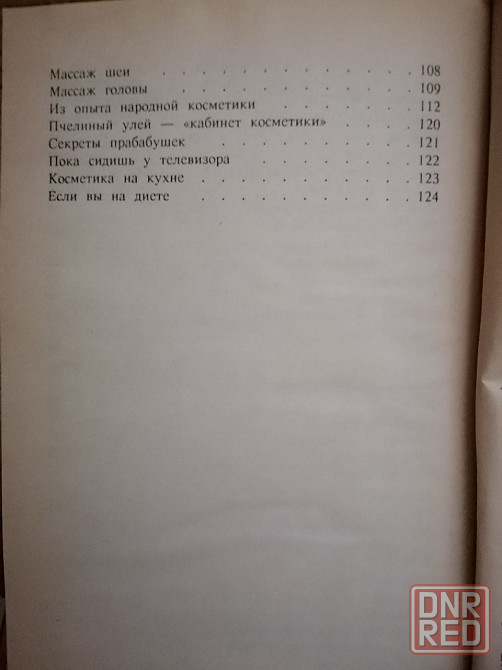 Массаж шеи . . . . . . . . . . . . . 108
Массаж головы . . . . . . . . . . . . 109
Из опыта народной косметики . . . . . . . 112
Пчелиный улей — «кабинет косметики» . . . . 120
Секреты прабабушек . . . . . . . . . . 121
Пока сидишь у телевизора . . . . . . . . 122
Косметика на кухне . . . . . . . . . . . 123
Если вы на диете . . . . . . . . . . . 124
DNR
RED